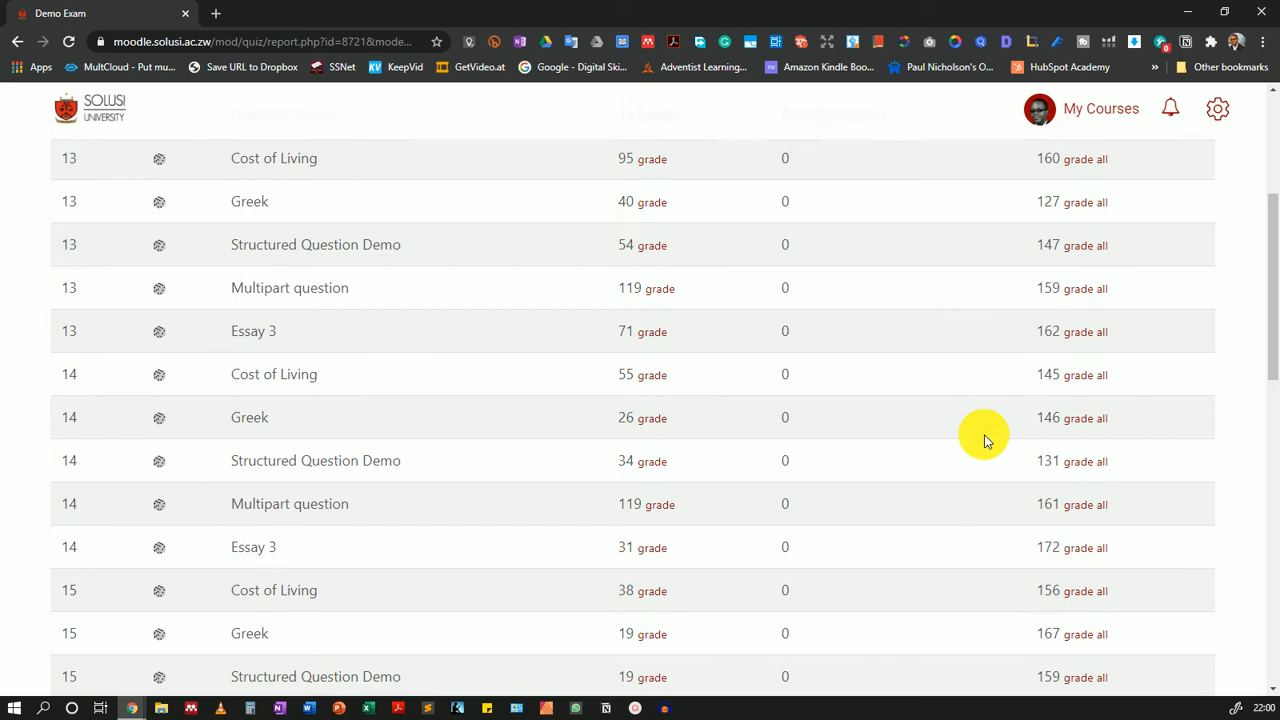 Demo Exam
moodle.solusi.ac.zw/mod/quiz/report.php?id=8721&mode...
Apps MultCloud - Put mu... Save URL to Dropbox SSNet KeepVid GetVideo.at Google - Digital Ski... Adventist Learning... Amazon Kindle Boo... Paul Nicholson's O... HubSpot Academy » Other bookmarks
SOLUSI UNIVERSITY My Courses
13 Cost of Living 95 grade 0 160 grade all
13 Greek 40 grade 0 127 grade all
13 Structured Question Demo 54 grade 0 147 grade all
13 Multipart question 119 grade 0 159 grade all
13 Essay 3 71 grade 0 162 grade all
14 Cost of Living 55 grade 0 145 grade all
14 Greek 26 grade 0 146 grade all
14 Structured Question Demo 34 grade 0 131 grade all
14 Multipart question 119 grade 0 161 grade all
14 Essay 3 31 grade 0 172 grade all
15 Cost of Living 38 grade 0 156 grade all
15 Greek 19 grade 0 167 grade all
15 Structured Question Demo 19 grade 0 159 grade all
22:00